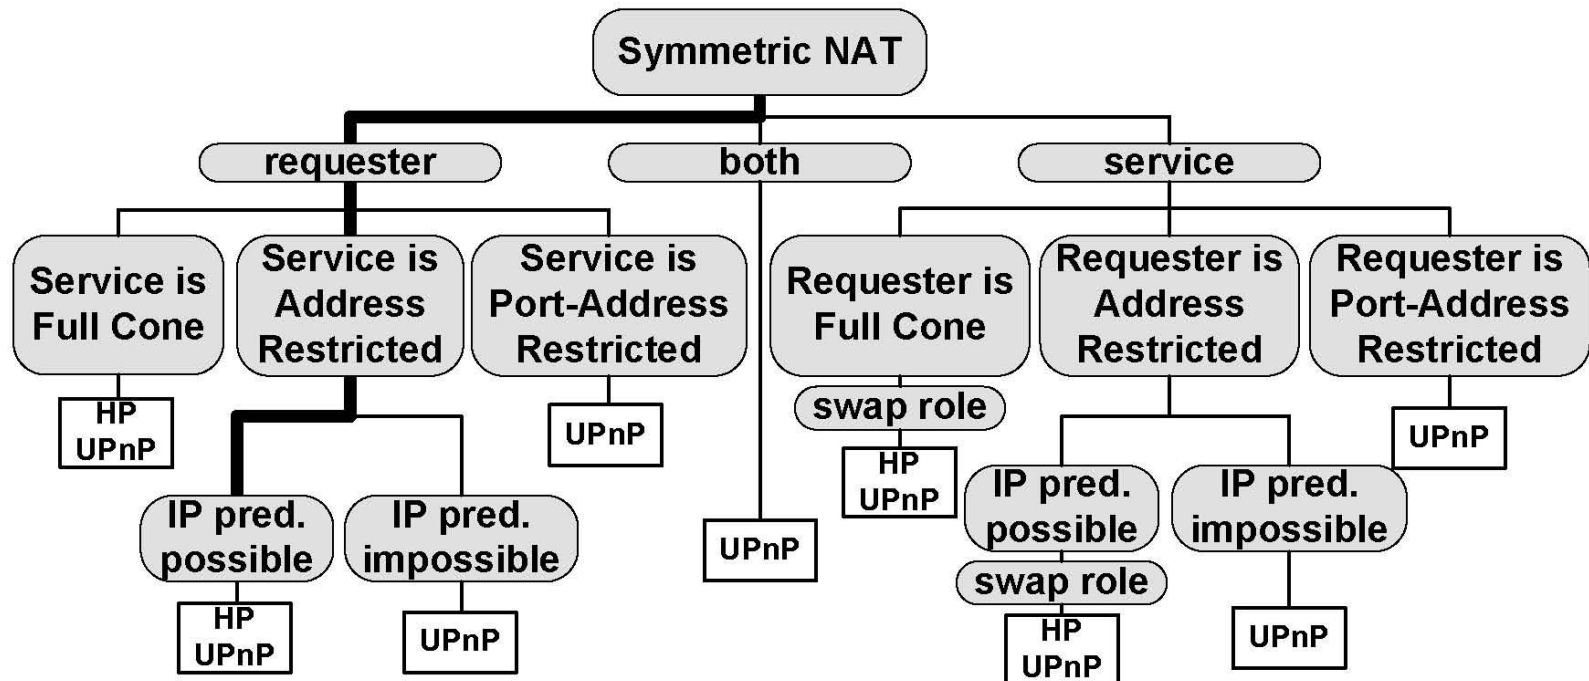 Symmetric NAT
requester
both
service
Service is
Full Cone
Service is
Address
Restricted
Service is
Port-Address
Restricted
Requester is
Full Cone
Requester is
Address
Restricted
Requester is
Port-Address
Restricted
HP
UPnP
UPnP
swap role
HP
UPnP
UPnP
IP pred.
possible
IP pred.
impossible
UPnP
IP pred.
possible
IP pred.
impossible
swap role
HP
UPnP
UPnP
HP
UPnP
UPnP